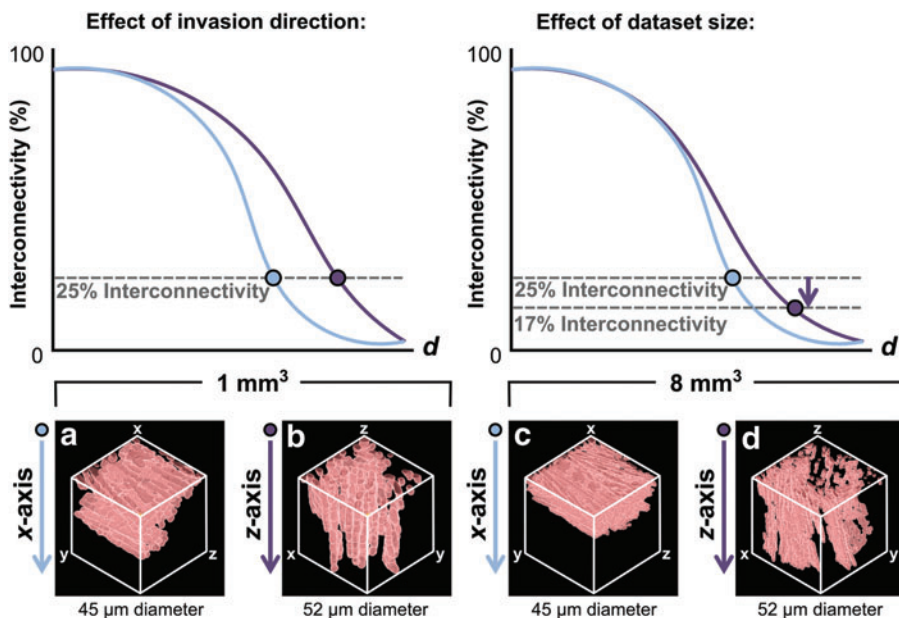 Effect of invasion direction:
100
Interconnectivity (%)
25% Interconnectivity
0
d
Effect of dataset size:
100
Interconnectivity (%)
25% Interconnectivity
17% Interconnectivity
0
d
1 mm³
8 mm³
x-axis
a
x
y
z
45 µm diameter
z-axis
b
z
x
y
52 µm diameter
x-axis
c
x
y
z
45 µm diameter
z-axis
d
z
x
y
52 µm diameter